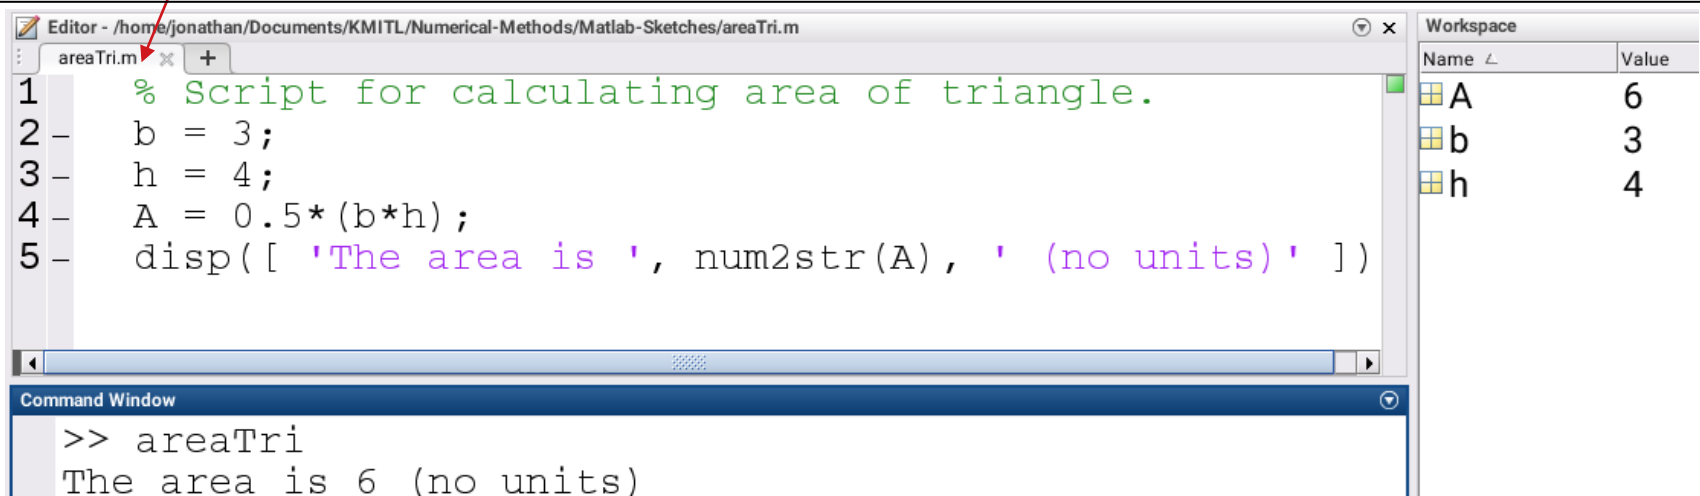 Editor - /home/jonathan/Documents/KMITL/Numerical-Methods/Matlab-Sketches/areaTri.m
areaTri.m +
1 % Script for calculating area of triangle.
2 – b = 3;
3 – h = 4;
4 – A = 0.5*(b*h);
5 – disp([ 'The area is ', num2str(A), ' (no units)' ])
Command Window
>> areaTri
The area is 6 (no units)
Workspace
Name Value
A 6
b 3
h 4